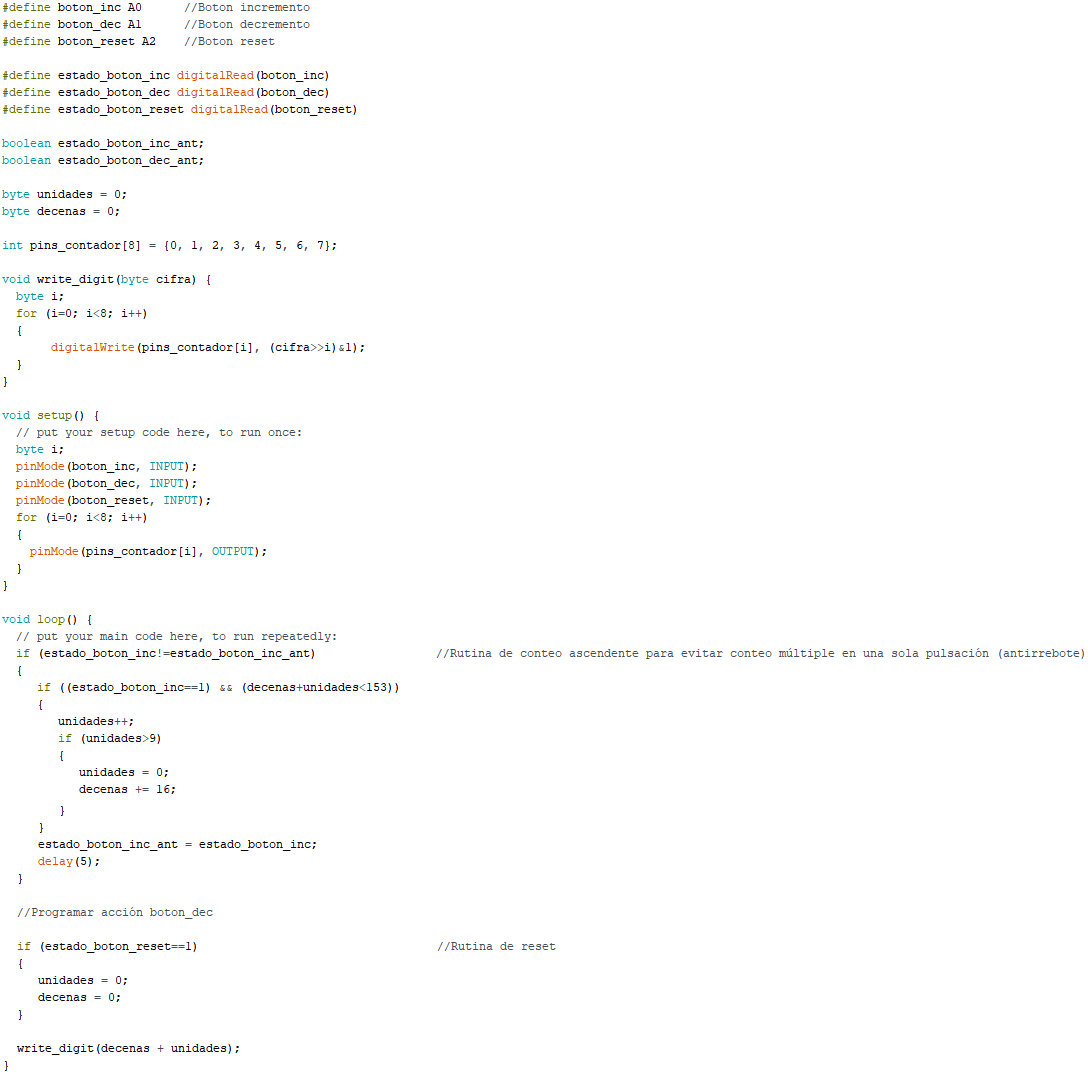 #define boton_inc A0      //Boton incremento
#define boton_dec A1      //Boton decremento
#define boton_reset A2    //Boton reset

#define estado_boton_inc digitalRead(boton_inc)
#define estado_boton_dec digitalRead(boton_dec)
#define estado_boton_reset digitalRead(boton_reset)

boolean estado_boton_inc_ant;
boolean estado_boton_dec_ant;

byte unidades = 0;
byte decenas = 0;

int pins_contador[8] = {0, 1, 2, 3, 4, 5, 6, 7};

void write_digit(byte cifra) {
  byte i;
  for (i=0; i<8; i++)
  {
       digitalWrite(pins_contador[i], (cifra>>i)&1);
  }
}

void setup() {
  // put your setup code here, to run once:
  byte i;
  pinMode(boton_inc, INPUT);
  pinMode(boton_dec, INPUT);
  pinMode(boton_reset, INPUT);
  for (i=0; i<8; i++)
  {
    pinMode(pins_contador[i], OUTPUT);
  }
}

void loop() {
  // put your main code here, to run repeatedly:
  if (estado_boton_inc!=estado_boton_inc_ant)                 //Rutina de conteo ascendente para evitar conteo múltiple en una sola pulsación (antirrebote)
  {
     if ((estado_boton_inc==1) && (decenas+unidades<153))
     {
        unidades++;
        if (unidades>9)
        {
           unidades = 0;
           decenas += 16;
        }
     }
     estado_boton_inc_ant = estado_boton_inc;
     delay(5);
  }

  //Programar acción boton_dec

  if (estado_boton_reset==1)                                  //Rutina de reset
  {
     unidades = 0;
     decenas = 0;
  }

  write_digit(decenas + unidades);
}